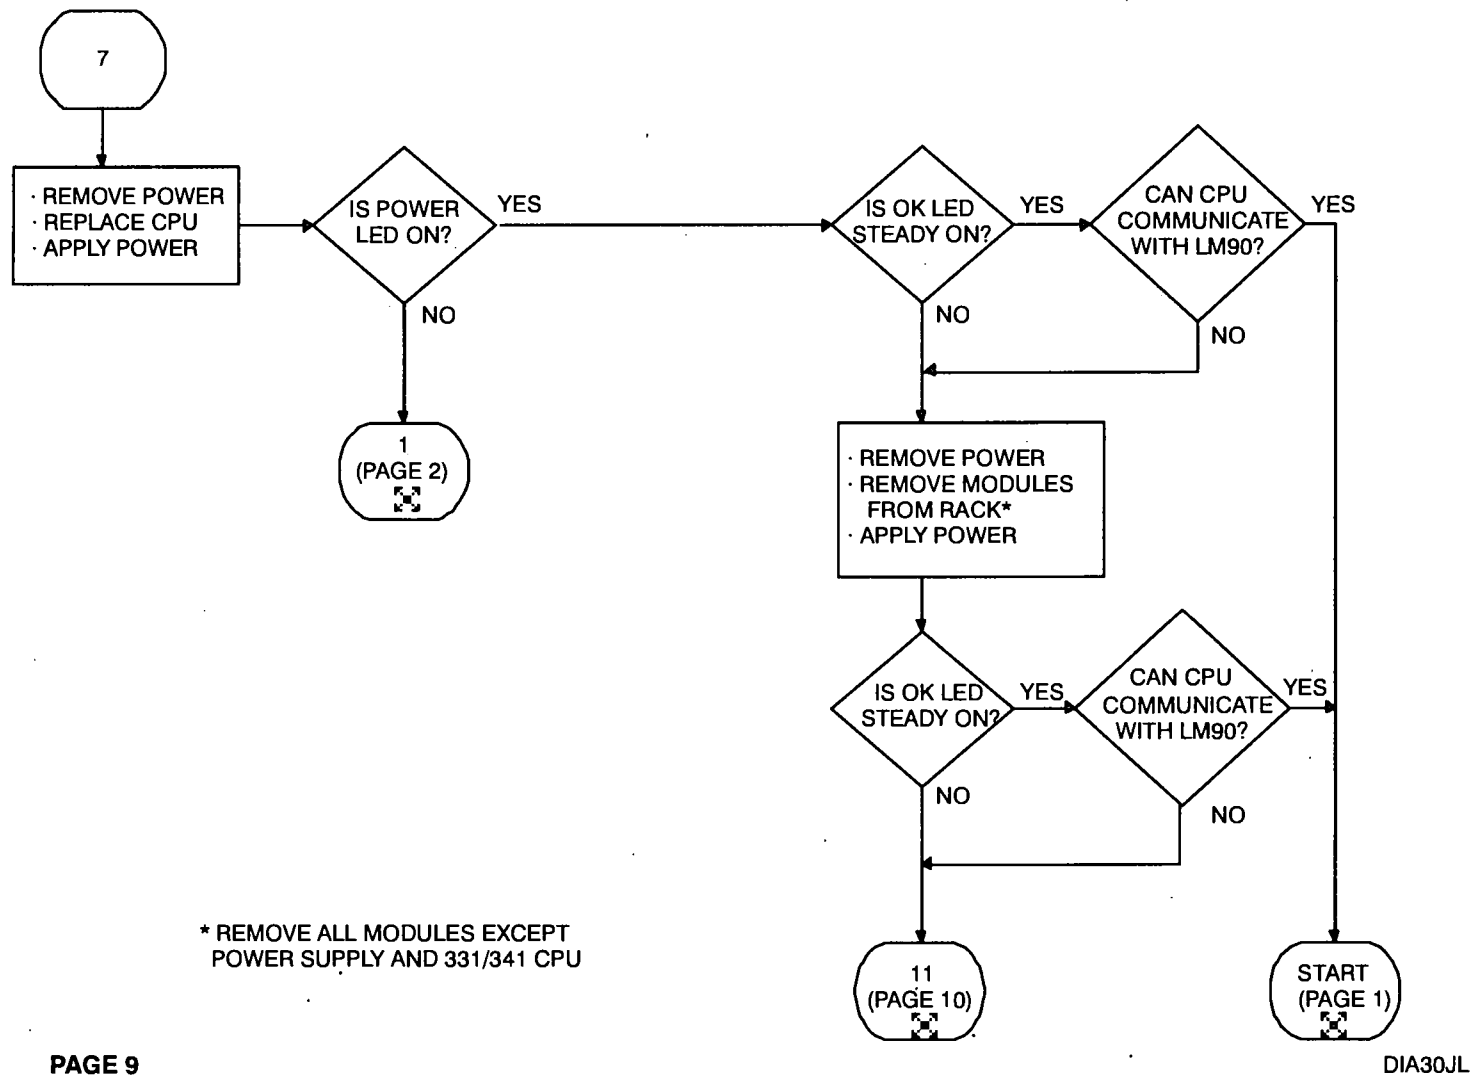 7
· REMOVE POWER
· REPLACE CPU
· APPLY POWER
IS POWER
LED ON?
YES
NO
1
(PAGE 2)
IS OK LED
STEADY ON?
YES
NO
CAN CPU
COMMUNICATE
WITH LM90?
YES
NO
· REMOVE POWER
· REMOVE MODULES
FROM RACK*
· APPLY POWER
IS OK LED
STEADY ON?
YES
NO
CAN CPU
COMMUNICATE
WITH LM90?
YES
NO
11
(PAGE 10)
START
(PAGE 1)
* REMOVE ALL MODULES EXCEPT
POWER SUPPLY AND 331/341 CPU
PAGE 9
DIA30JL